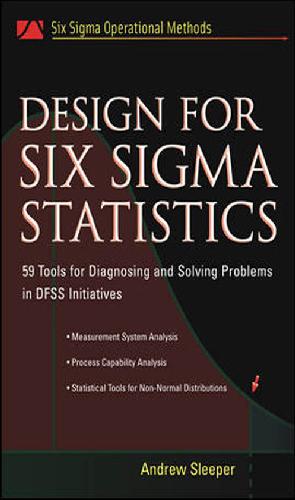 Six Sigma Operational Methods
DESIGN FOR
SIX SIGMA
STATISTICS
59 Tools for Diagnosing and Solving Problems
in DFSS Initiatives
• Measurement System Analysis
• Process Capability Analysis
• Statistical Tools for Non-Normal Distributions
Andrew Sleeper